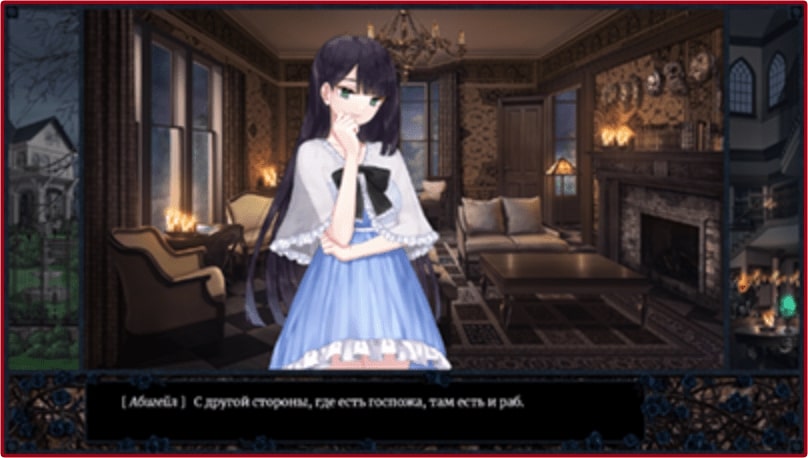 [Абигейл] С другой стороны, где есть госпожа, там есть и раб.